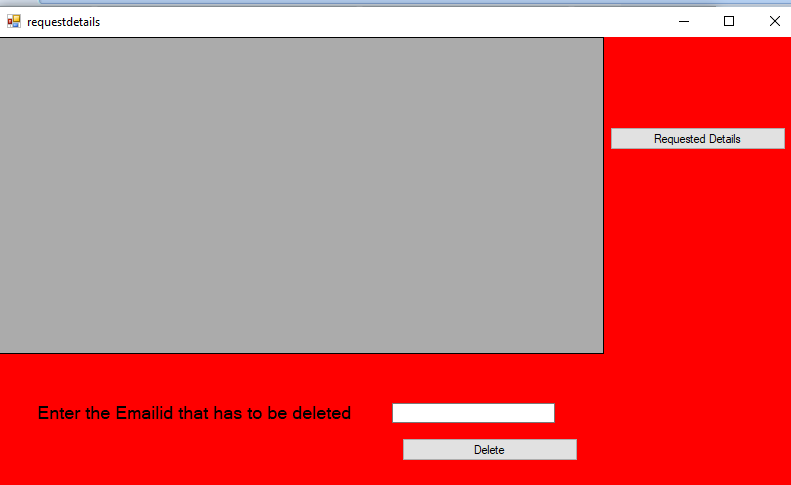 requestdetails
Requested Details
Enter the Emailid that has to be deleted
Delete